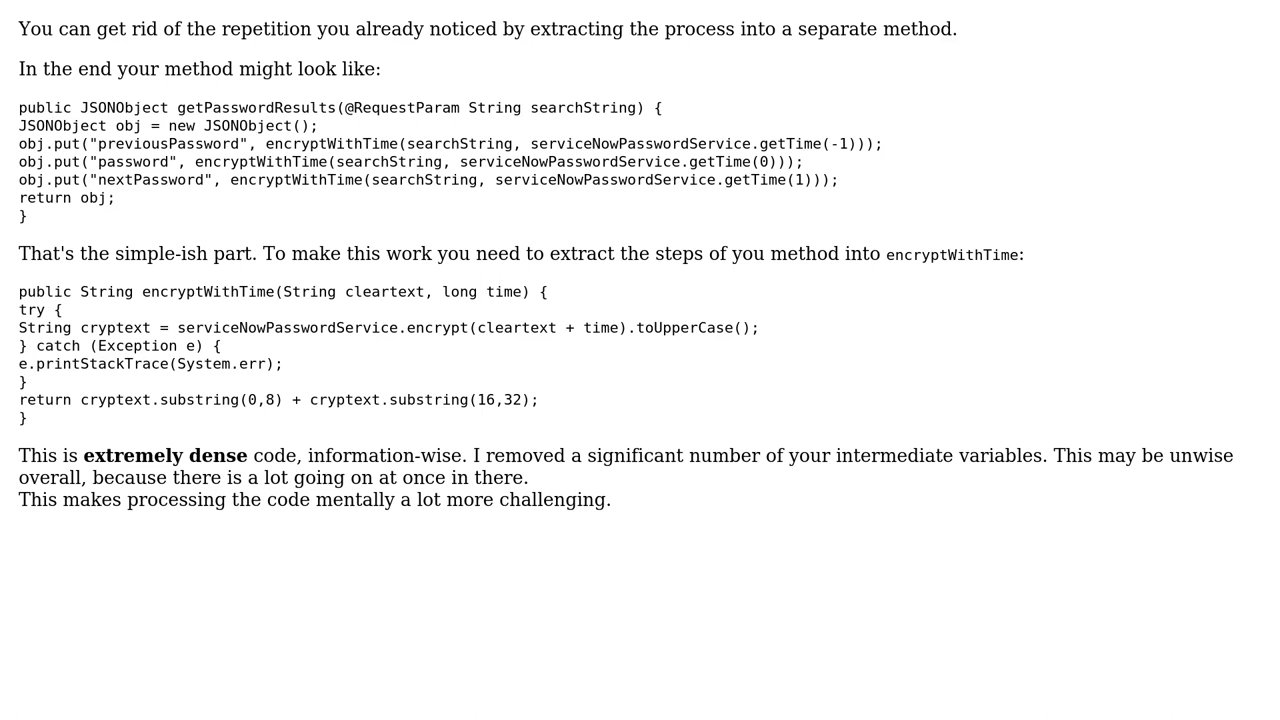 You can get rid of the repetition you already noticed by extracting the process into a separate method.
In the end your method might look like:
public JSONObject getPasswordResults(@RequestParam String searchString) {
JSONObject obj = new JSONObject();
obj.put("previousPassword", encryptWithTime(searchString, serviceNowPasswordService.getTime(-1)));
obj.put("password", encryptWithTime(searchString, serviceNowPasswordService.getTime(0)));
obj.put("nextPassword", encryptWithTime(searchString, serviceNowPasswordService.getTime(1)));
return obj;
}
That's the simple-ish part. To make this work you need to extract the steps of you method into encryptWithTime:
public String encryptWithTime(String cleartext, long time) {
try {
String cryptext = serviceNowPasswordService.encrypt(cleartext + time).toUpperCase();
} catch (Exception e) {
e.printStackTrace(System.err);
}
return cryptext.substring(0,8) + cryptext.substring(16,32);
}
This is extremely dense code, information-wise. I removed a significant number of your intermediate variables. This may be unwise
overall, because there is a lot going on at once in there.
This makes processing the code mentally a lot more challenging.